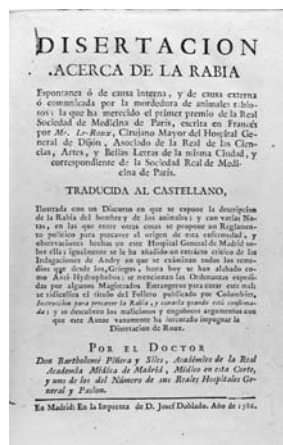 DISERTACION
ACERCA DE LA RABIA
Espontanea ó de causa interna, y de causa externa
ó comunicada por la mordedura de animales rabio-
sos: la que ha merecido el primer premio de la Real
Sociedad de Medicina de Paris, escrita en Francés
por Mr. Le-Roux, Cirujano Mayor del Hospital Ge-
neral de Dijón, Asociado de la Real de las Cien-
cias, Artes, y Bellas Letras de la misma Ciudad, y
correspondiente de la Sociedad Real de Medi-
cina de Paris.
TRADUCIDA AL CASTELLANO,
Ilustrada con un Discurso en que se expone la descripcion
de la Rabia del hombre y de los animales; y con varias No-
tas, en las que entre otras cosas se propone un Reglamen-
to politico para precaver el origen de esta enfermedad, y
observaciones hechas en este Hospital General de Madrid so-
bre ella: igualmente se le ha añadido un extracto critico de las
Indagaciones de Andry en que se examinan todos los reme-
dios que desde los Griegos, hasta hoy se han alabado co-
mo Anti Hydrophobios; se mencionan las Ordenanzas expedi-
das por algunos Magistrados Estrangeros para cortar este mal;
se ridiculiza el titulo del Folleto publicado por Colombier,
Instruccion para precaver la Rabia, y curarla quando está confirma-
da: y se descubren los maliciosos y engañosos argumentos con
que este Autor vanamente ha intentado impugnar la
Disertacion de Roux.
POR EL DOCTOR
Don Bartholomé Piñera y Siles, Académico de la Real
Academia Médica de Madrid, Médico en esta Corte,
y uno de los del Número de sus Reales Hospitales Ge-
neral y Pasion.
En Madrid: En la Imprenta de D. Josef Doblado. Año de 1786.